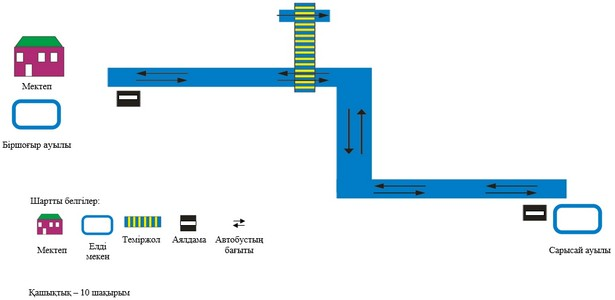 Мектеп
Біршоғыр ауылы
Шартты белгілер:
Мектеп
Елді
мекен
Теміржол
Аялдама
Автобустың
бағыты
Сарысай ауылы
Қашықтық – 10 шақырым